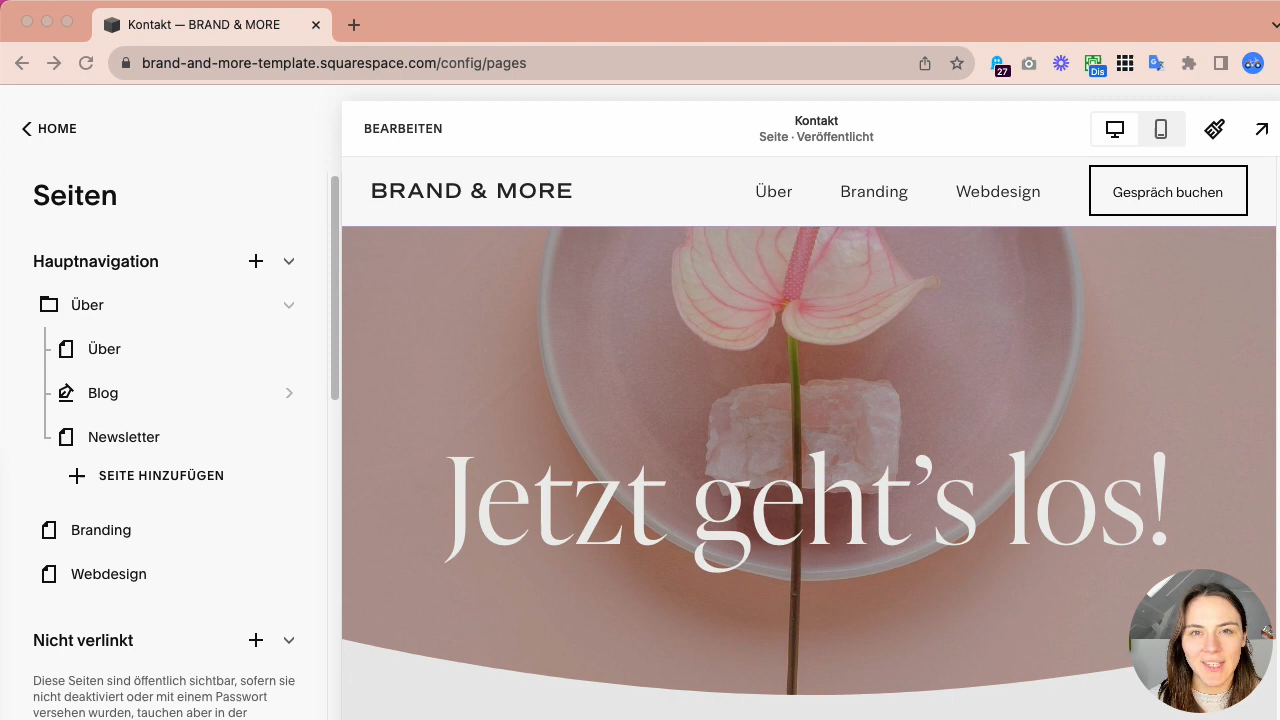 Kontakt — BRAND & MORE
brand-and-more-template.squarespace.com/config/pages
27
Dis
HOME
BEARBEITEN
Kontakt
Seite · Veröffentlicht
Seiten
BRAND & MORE
Über
Branding
Webdesign
Gespräch buchen
Hauptnavigation
Über
Über
Blog
Newsletter
SEITE HINZUFÜGEN
Branding
Webdesign
Nicht verlinkt
Diese Seiten sind öffentlich sichtbar, sofern sie
nicht deaktiviert oder mit einem Passwort
versehen wurden, tauchen aber in der
Jetzt geht’s los!